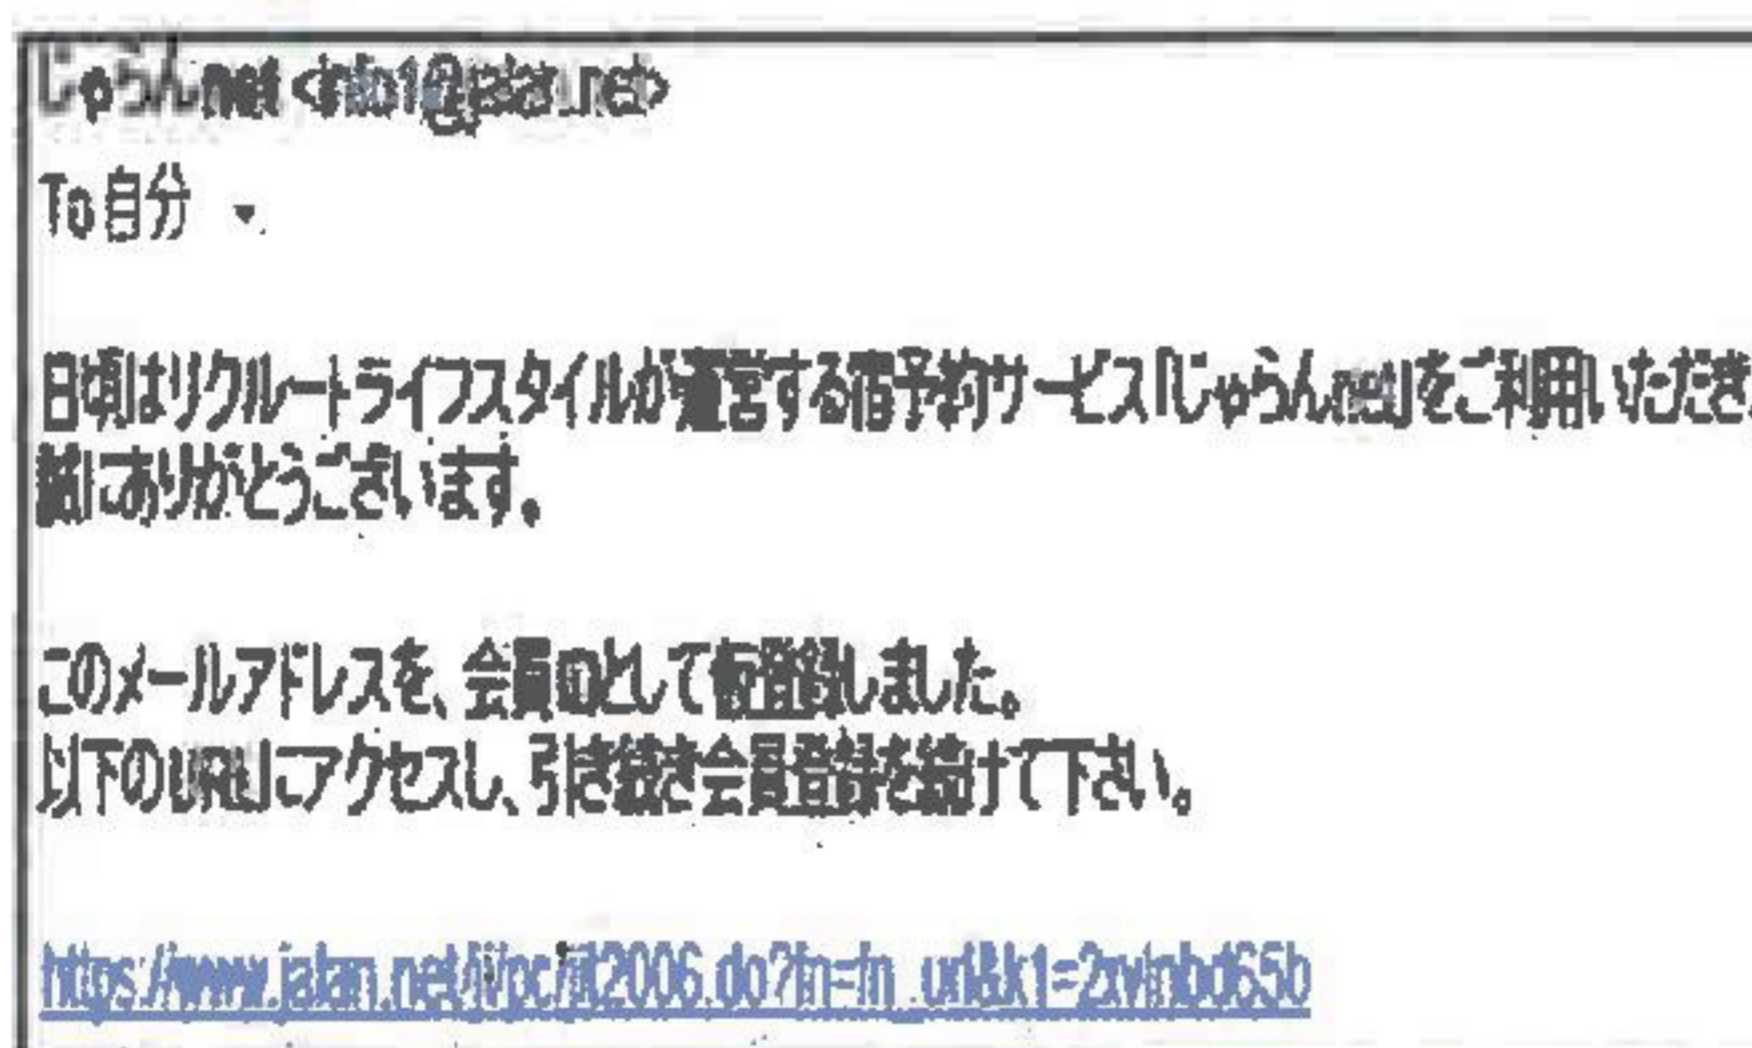 じゃらんnet <info1@jalan.net>
To 自分
日頃はリクルートライフスタイルが運営する宿予約サービス「じゃらんnet」をご利用いただき、
誠にありがとうございます。
このメールアドレスを、会員IDとして仮登録しました。
以下のURLにアクセスし、引き続き会員登録を続けて下さい。